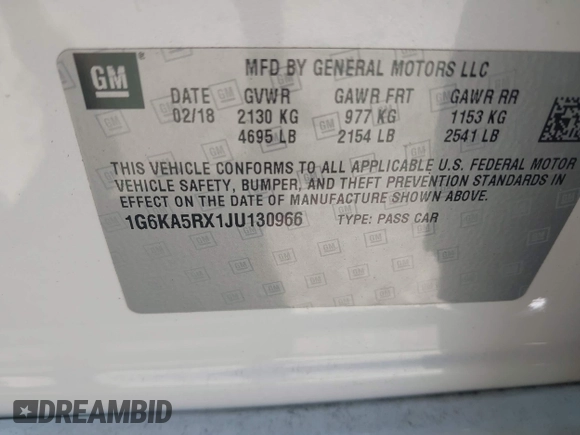 GM
MFD BY GENERAL MOTORS LLC
DATE GVWR GAWR FRT GAWR RR
02/18 2130 KG 977 KG 1153 KG
4695 LB 2154 LB 2541 LB
THIS VEHICLE CONFORMS TO ALL APPLICABLE U.S. FEDERAL MOTOR
VEHICLE SAFETY, BUMPER, AND THEFT PREVENTION STANDARDS IN
EFFECT ON THE DATE OF MANUFACTURE SHOWN ABOVE.
1G6KA5RX1JU130966 TYPE: PASS CAR
DREAMBID